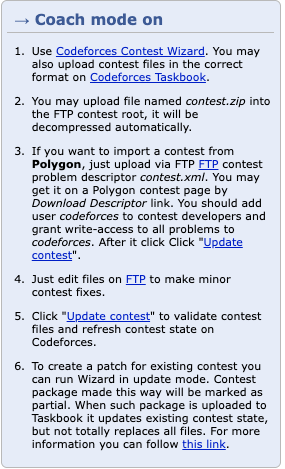 → Coach mode on
1. Use Codeforces Contest Wizard. You may
also upload contest files in the correct
format on Codeforces Taskbook.
2. You may upload file named contest.zip into
the FTP contest root, it will be
decompressed automatically.
3. If you want to import a contest from
Polygon, just upload via FTP FTP contest
problem descriptor contest.xml. You may
get it on a Polygon contest page by
Download Descriptor link. You should add
user codeforces to contest developers and
grant write-access to all problems to
codeforces. After it click Click "Update
contest".
4. Just edit files on FTP to make minor
contest fixes.
5. Click "Update contest" to validate contest
files and refresh contest state on
Codeforces.
6. To create a patch for existing contest you
can run Wizard in update mode. Contest
package made this way will be marked as
partial. When such package is uploaded to
Taskbook it updates existing contest state,
but not totally replaces all files. For more
information you can follow this link.